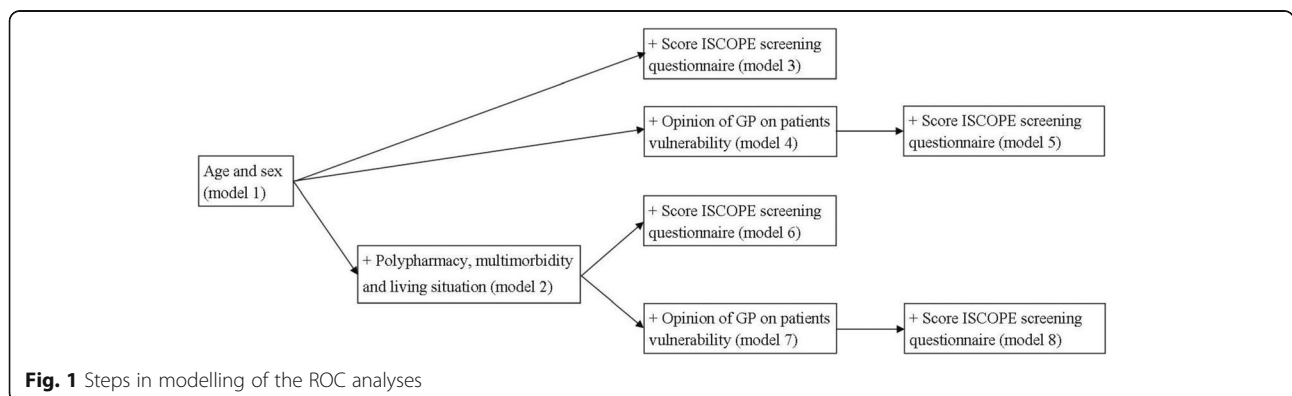 + Score ISCOPE screening
questionnaire (model 3)
+ Opinion of GP on patients
vulnerability (model 4)
+ Score ISCOPE screening
questionnaire (model 5)
Age and sex
(model 1)
+ Score ISCOPE screening
questionnaire (model 6)
+ Polypharmacy, multimorbidity
and living situation (model 2)
+ Opinion of GP on patients
vulnerability (model 7)
+ Score ISCOPE screening
questionnaire (model 8)
Fig. 1 Steps in modelling of the ROC analyses